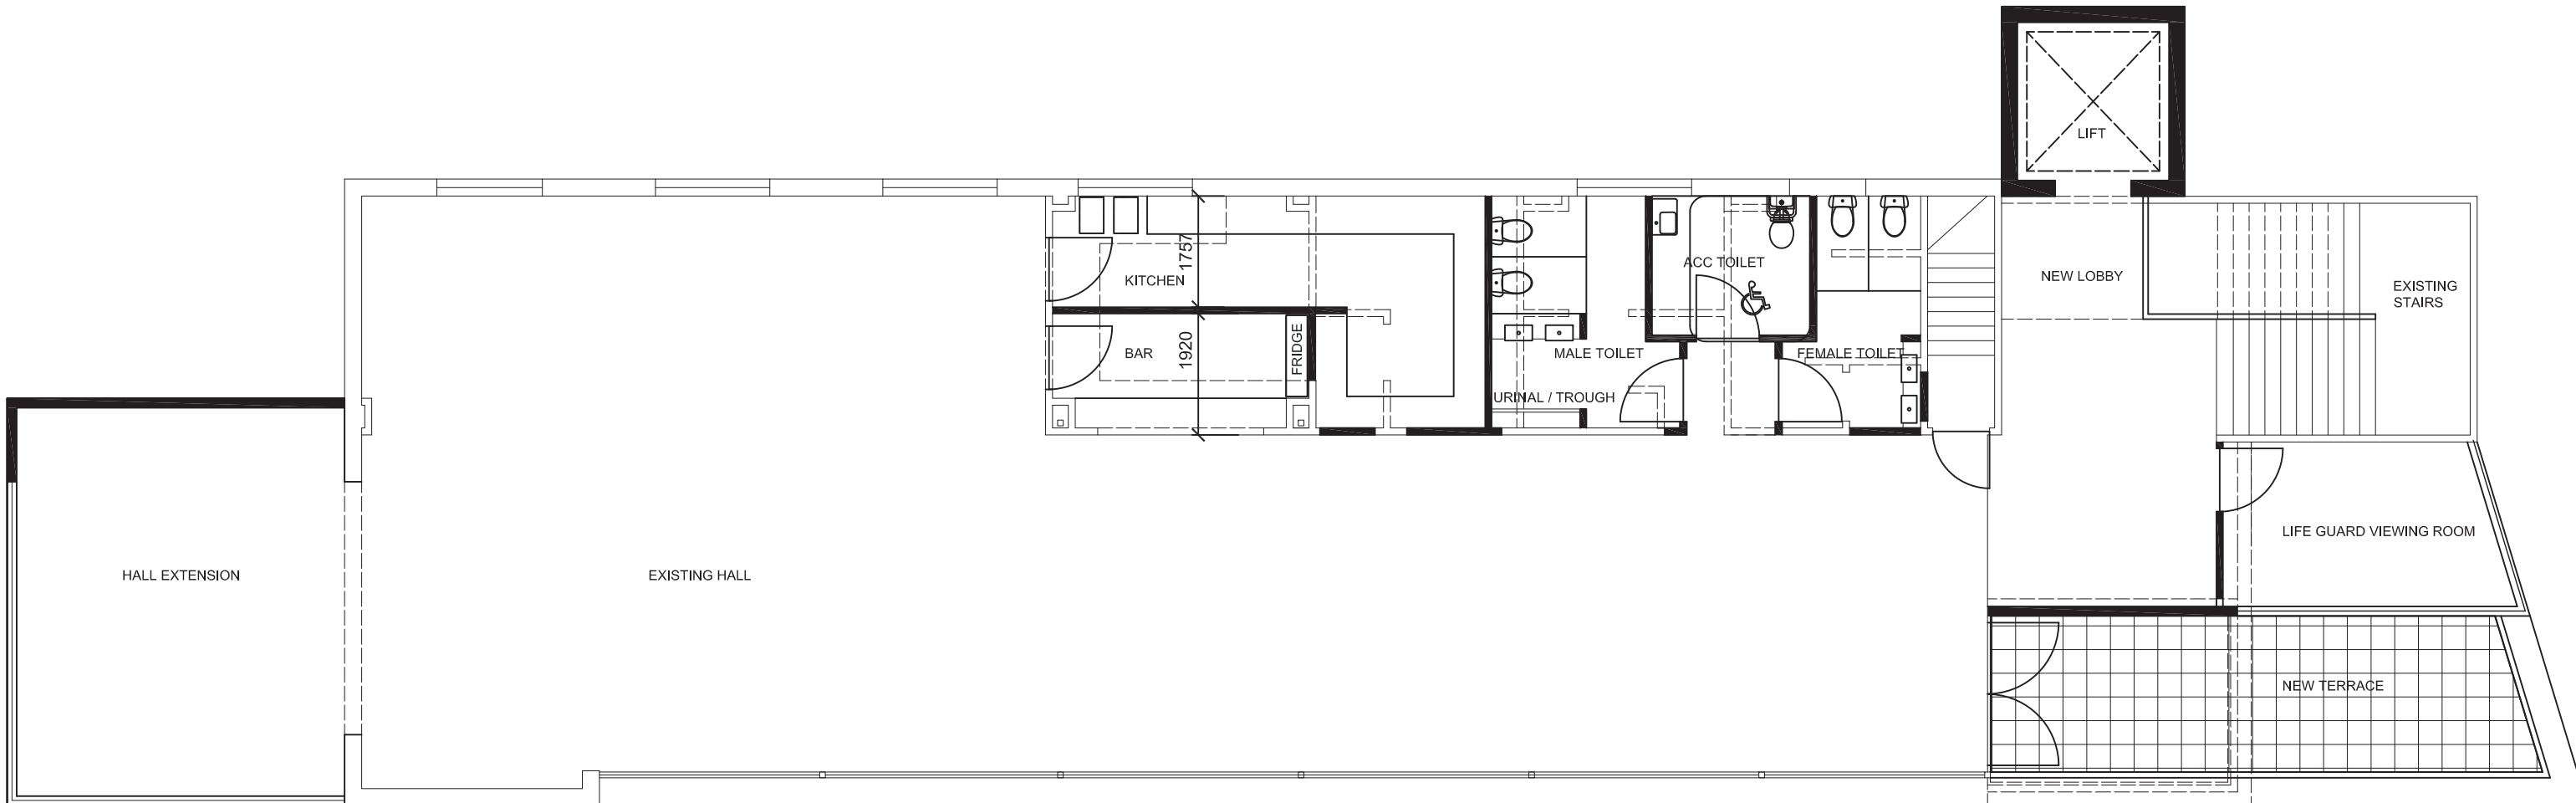 LIFT
1757
KITCHEN
ACC TOILET
NEW LOBBY
EXISTING
STAIRS
BAR
1920
FRIDGE
MALE TOILET
FEMALE TOILET
URINAL / TROUGH
LIFE GUARD VIEWING ROOM
HALL EXTENSION
EXISTING HALL
NEW TERRACE